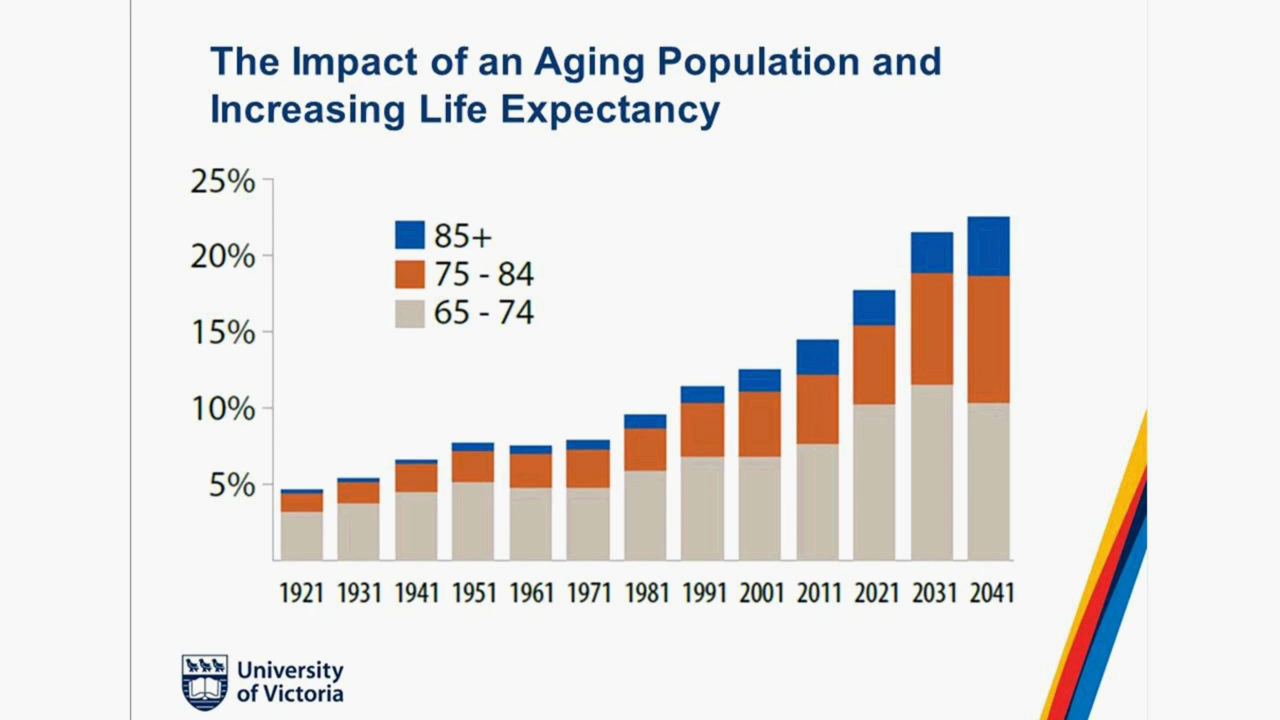 The Impact of an Aging Population and
Increasing Life Expectancy
25%
20%
15%
10%
5%
85+
75 - 84
65 - 74
1921 1931 1941 1951 1961 1971 1981 1991 2001 2011 2021 2031 2041
University
of Victoria